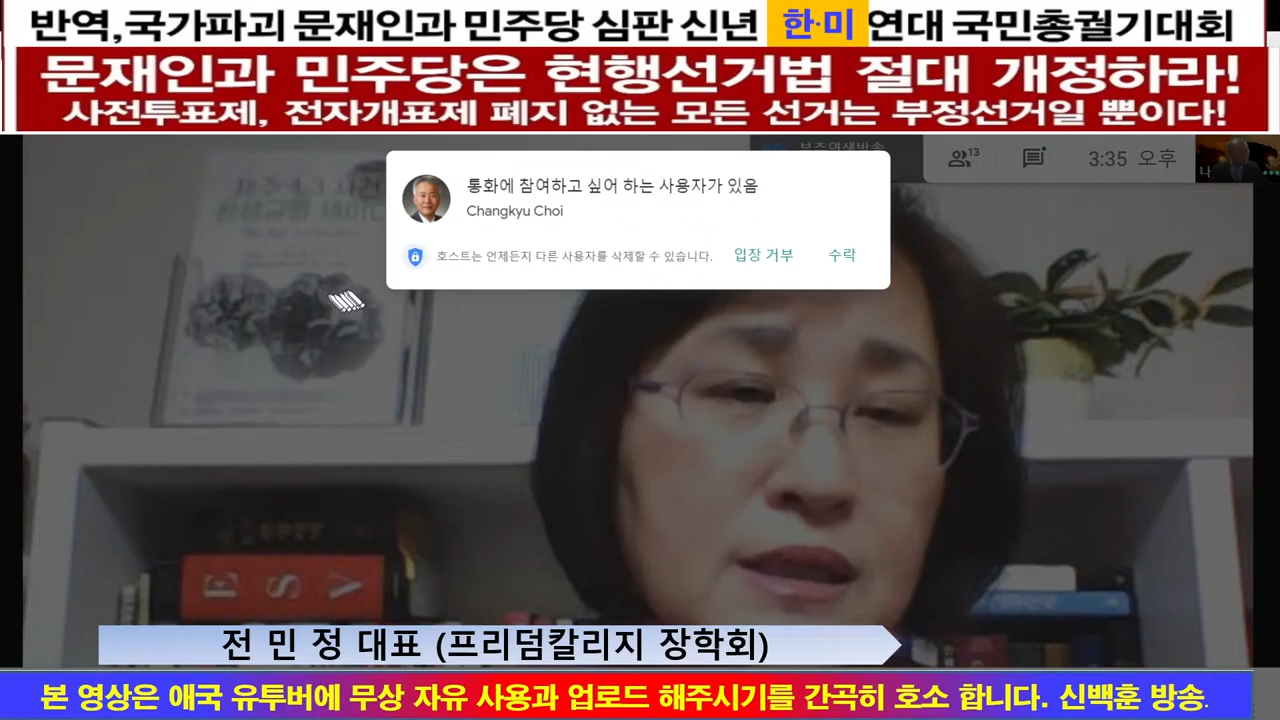 반역,국가파괴 문재인과 민주당 심판 신년 한·미 연대 국민총궐기대회
문재인과 민주당은 현행선거법 절대 개정하라!
사전투표제, 전자개표제 폐지 없는 모든 선거는 부정선거일 뿐이다!
13
3:35 오후
나
통화에 참여하고 싶어 하는 사용자가 있음
Changkyu Choi
호스트는 언제든지 다른 사용자를 삭제할 수 있습니다.
입장 거부
수락
전 민 정 대표 (프리덤칼리지 장학회)
본 영상은 애국 유투버에 무상 자유 사용과 업로드 해주시기를 간곡히 호소 합니다. 신백훈 방송.